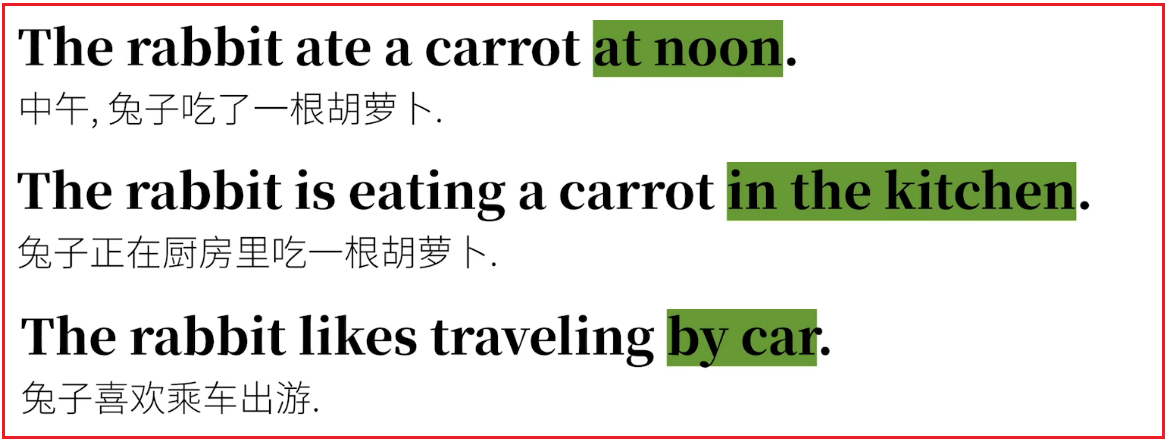 The rabbit ate a carrot at noon.
中午, 兔子吃了一根胡萝卜.
The rabbit is eating a carrot in the kitchen.
兔子正在厨房里吃一根胡萝卜.
The rabbit likes traveling by car.
兔子喜欢乘车出游.